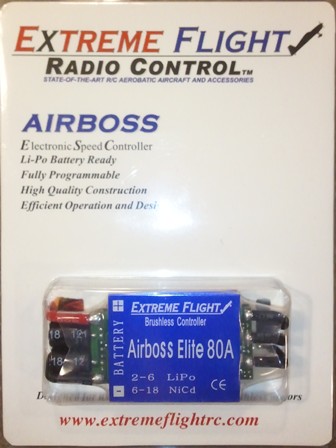 EXTREME FLIGHT
RADIO CONTROL™
STATE-OF-THE-ART R/C AEROBATIC AIRCRAFT AND ACCESSORIES
AIRBOSS
Electronic Speed Controller
Li-Po Battery Ready
Fully Programmable
High Quality Construction
Efficient Operation and Desi
BATTERY
EXTREME FLIGHT
Brushless Controller
Airboss Elite 80A
2-6 LiPo
6-18 NiCd
CE
www.extremeflightrc.com